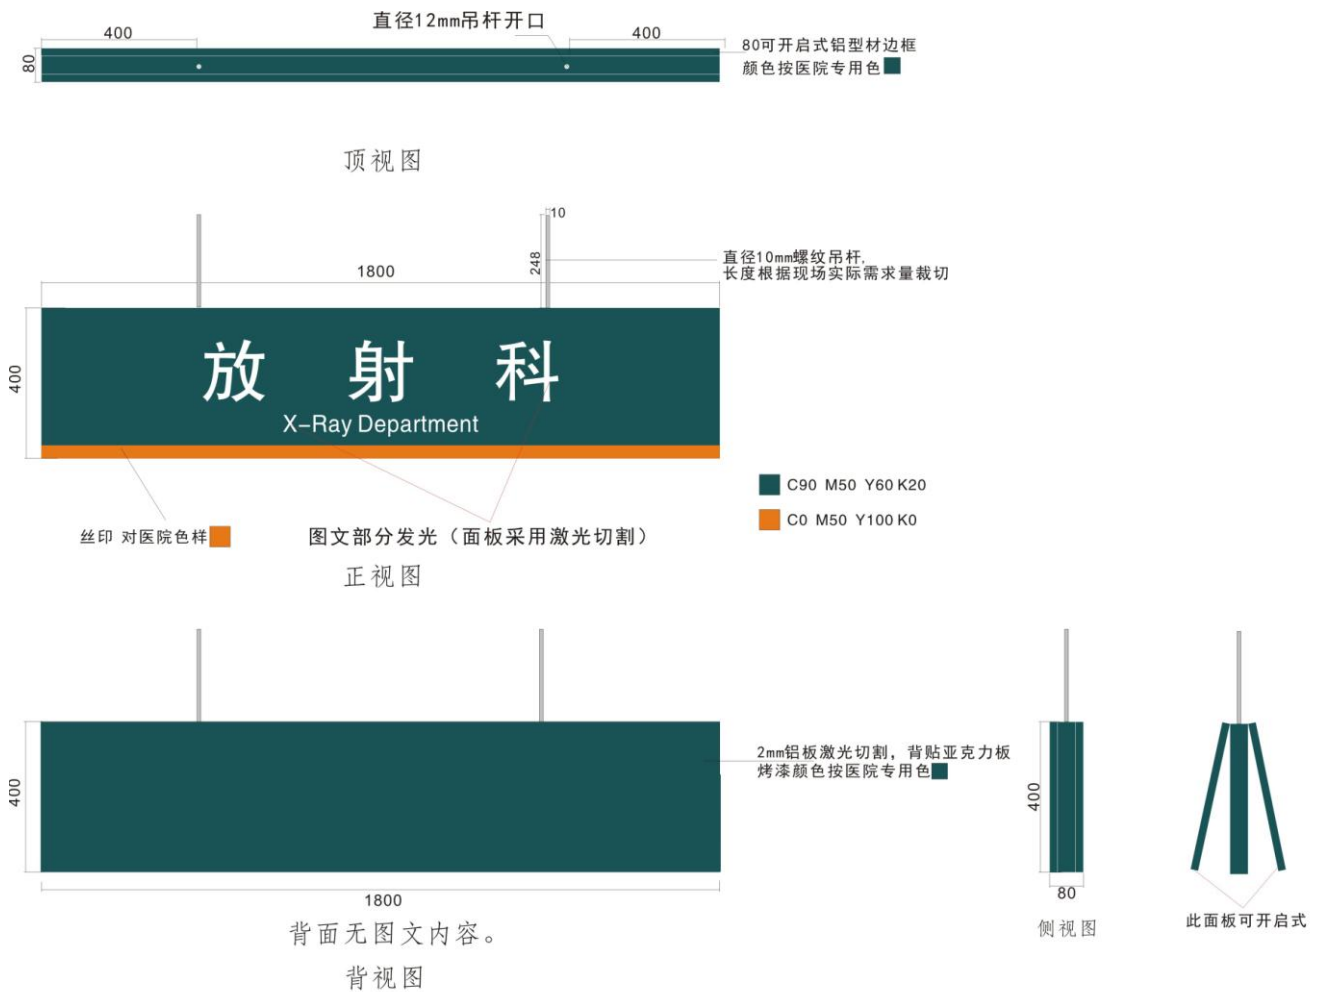 直径12mm吊杆开口
400
400
80
80可开启式铝型材边框
颜色按医院专用色
顶视图
10
248
1800
直径10mm螺纹吊杆,
长度根据现场实际需求量裁切
400
放 射 科
X-Ray Department
C90 M50 Y60 K20
C0 M50 Y100 K0
丝印 对医院色样
图文部分发光（面板采用激光切割）
正视图
400
2mm铝板激光切割，背贴亚克力板
烤漆颜色按医院专用色
1800
背面无图文内容。
背视图
400
80
侧视图
此面板可开启式